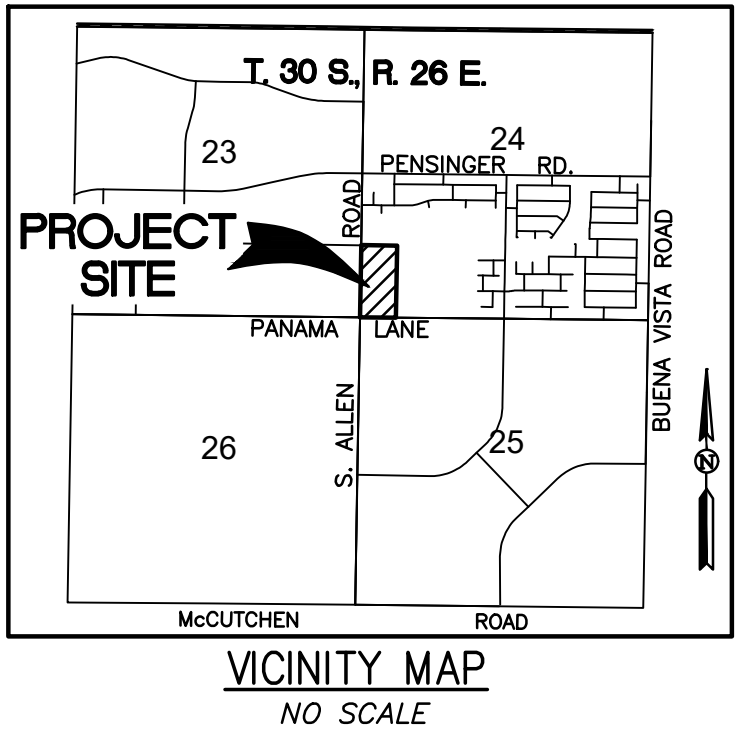 T. 30 S., R. 26 E.
23
24
PENSINGER RD.
ROAD
PROJECT
SITE
BUENA VISTA ROAD
PANAMA LANE
S. ALLEN
26
25
N
McCUTCHEN ROAD
VICINITY MAP
NO SCALE